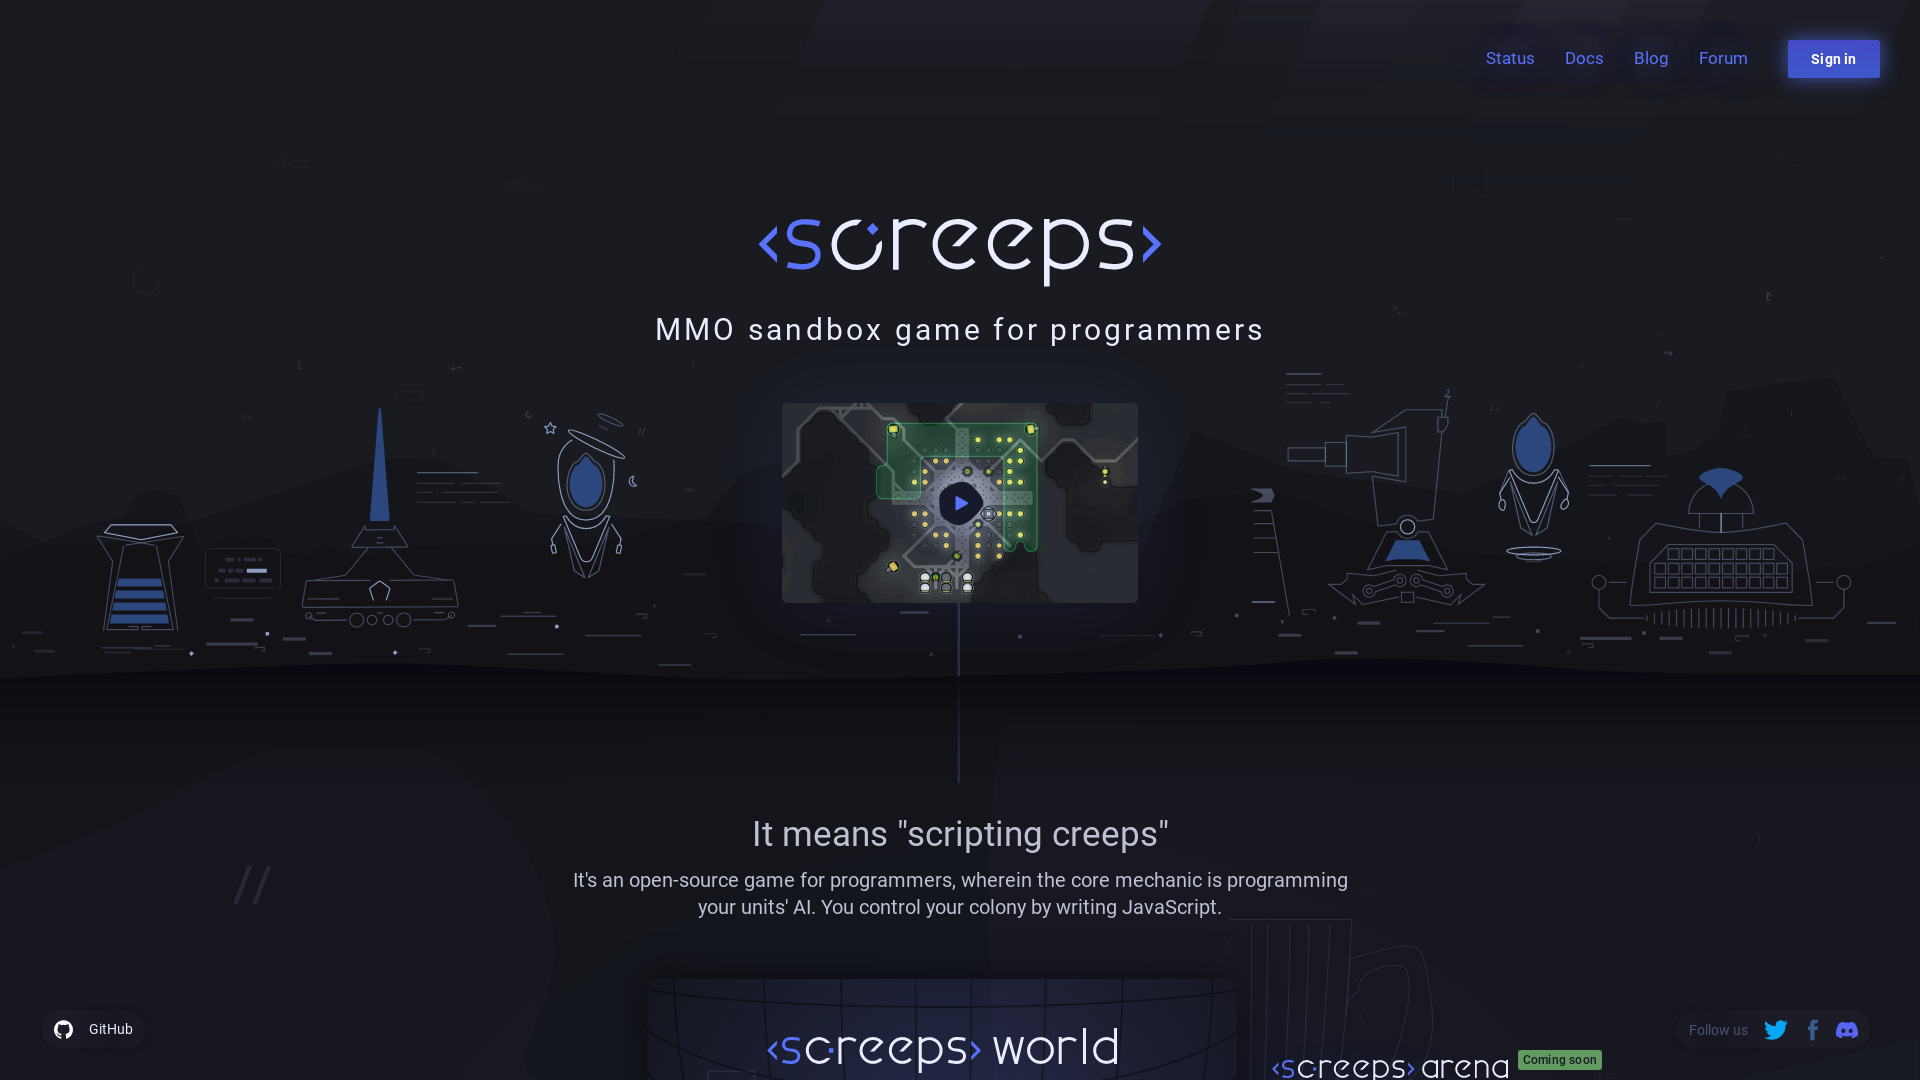 Status Docs Blog Forum Sign in
<screeps>
MMO sandbox game for programmers
It means "scripting creeps"
It's an open-source game for programmers, wherein the core mechanic is programming
your units' AI. You control your colony by writing JavaScript.
//
<screeps> world
<screeps> arena Coming soon
GitHub
Follow us